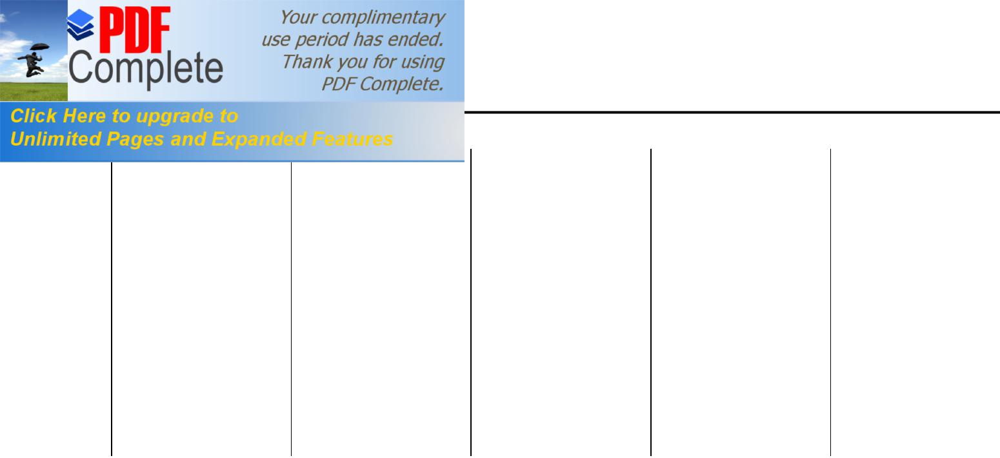 PDF
Complete
Your complimentary
use period has ended.
Thank you for using
PDF Complete.
Click Here to upgrade to
Unlimited Pages and Expanded Features